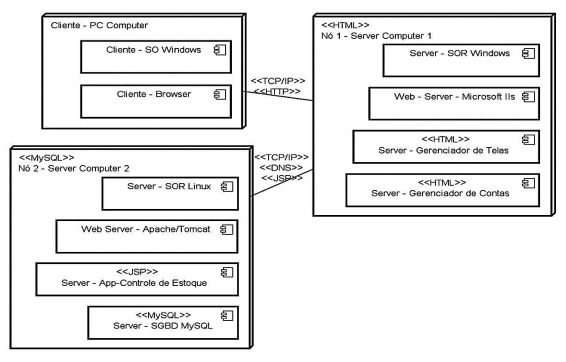 Cliente - PC Computer
Cliente - SO Windows
Cliente - Browser
<<TCP/IP>>
<<HTTP>>
<<HTML>>
Nó 1 - Server Computer 1
Server - SOR Windows
Web - Server - Microsoft IIs
<<HTML>>
Server - Gerenciador de Telas
<<HTML>>
Server - Gerenciador de Contas
<<MySQL>>
Nó 2 - Server Computer 2
Server - SOR Linux
Web Server - Apache/Tomcat
<<JSP>>
Server - App-Controle de Estoque
<<MySQL>>
Server - SGBD MySQL
<<TCP/IP>>
<<DNS>>
<<JSP>>